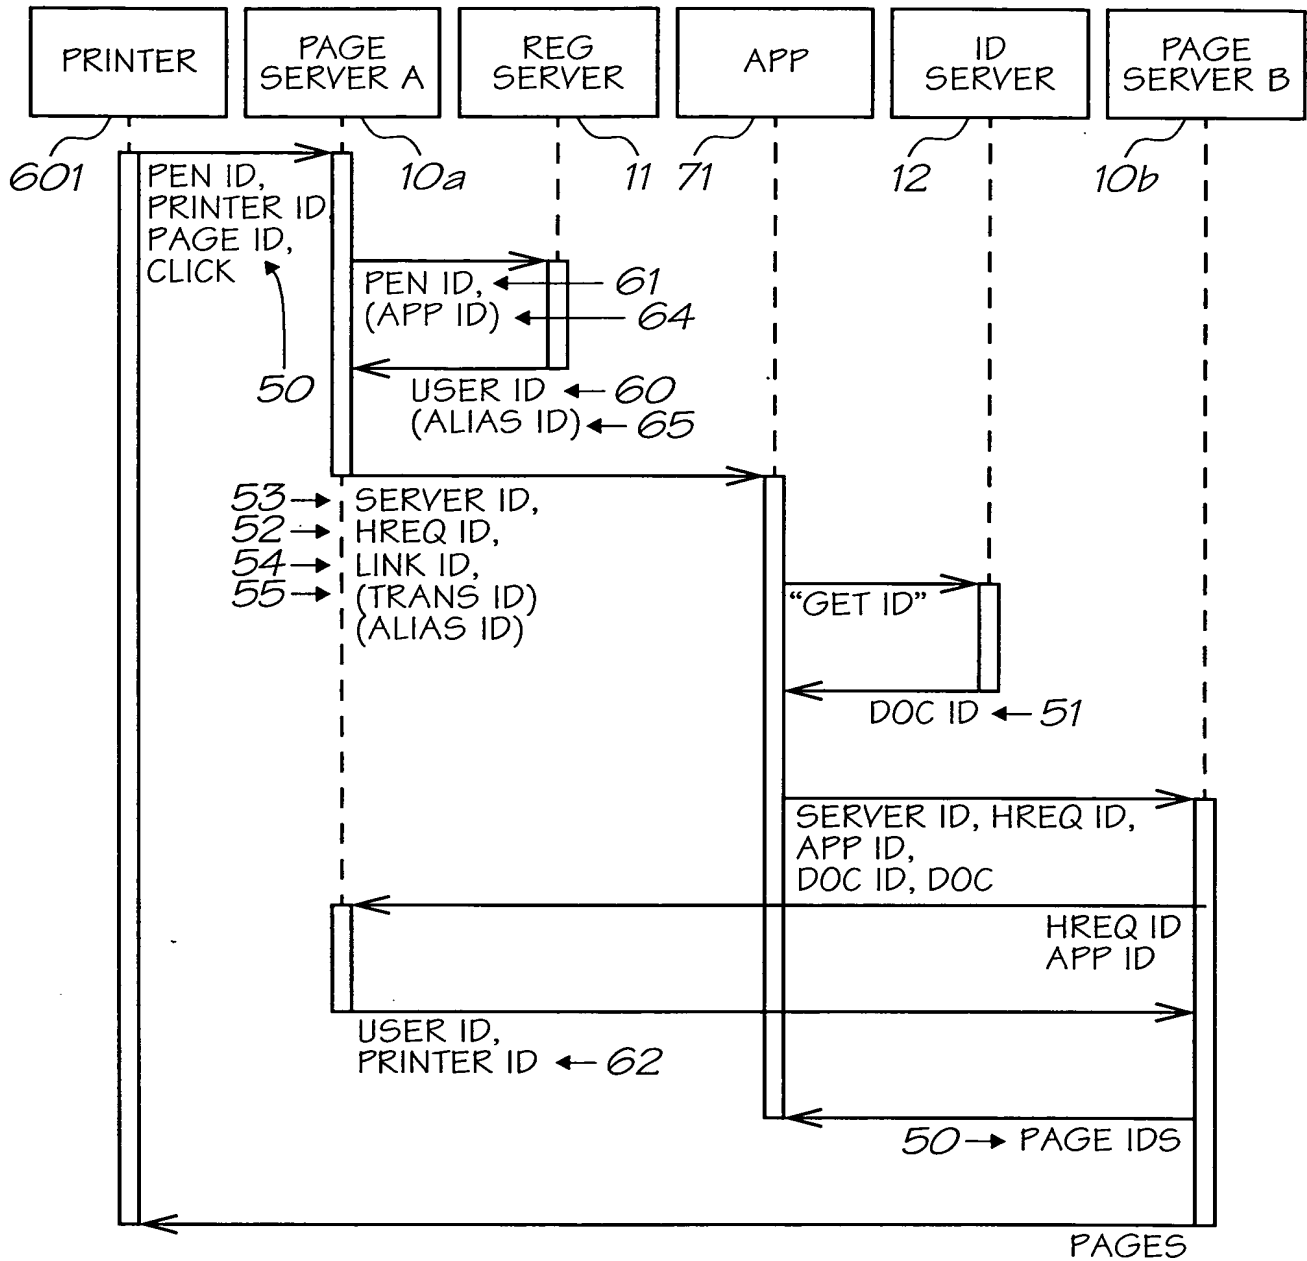 PRINTER
PAGE
SERVER A
REG
SERVER
APP
ID
SERVER
PAGE
SERVER B
601
10a
11
71
12
10b
PEN ID,
PRINTER ID
PAGE ID,
CLICK
50
PEN ID, 61
(APP ID) 64
USER ID 60
(ALIAS ID) 65
53 SERVER ID,
52 HREQ ID,
54 LINK ID,
55 (TRANS ID)
(ALIAS ID)
“GET ID”
DOC ID 51
SERVER ID, HREQ ID,
APP ID,
DOC ID, DOC
HREQ ID
APP ID
USER ID,
PRINTER ID 62
50 PAGE IDS
PAGES